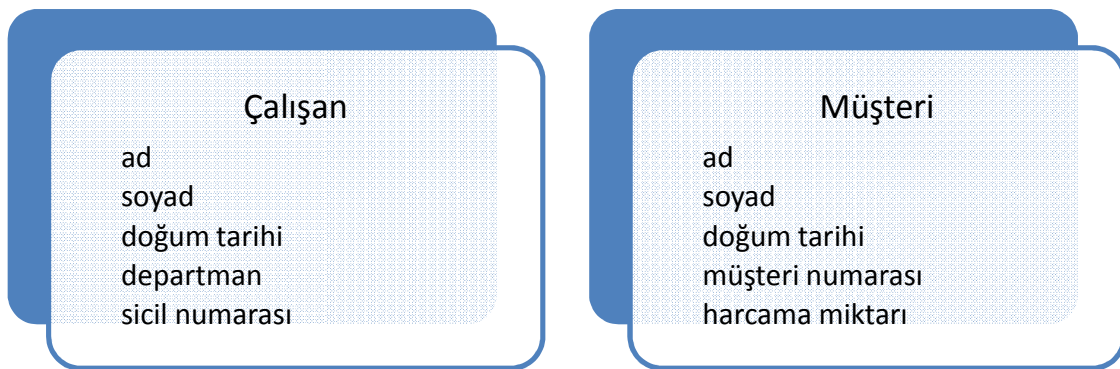 Çalışan
ad
soyad
doğum tarihi
departman
sicil numarası
Müşteri
ad
soyad
doğum tarihi
müşteri numarası
harcama miktarı